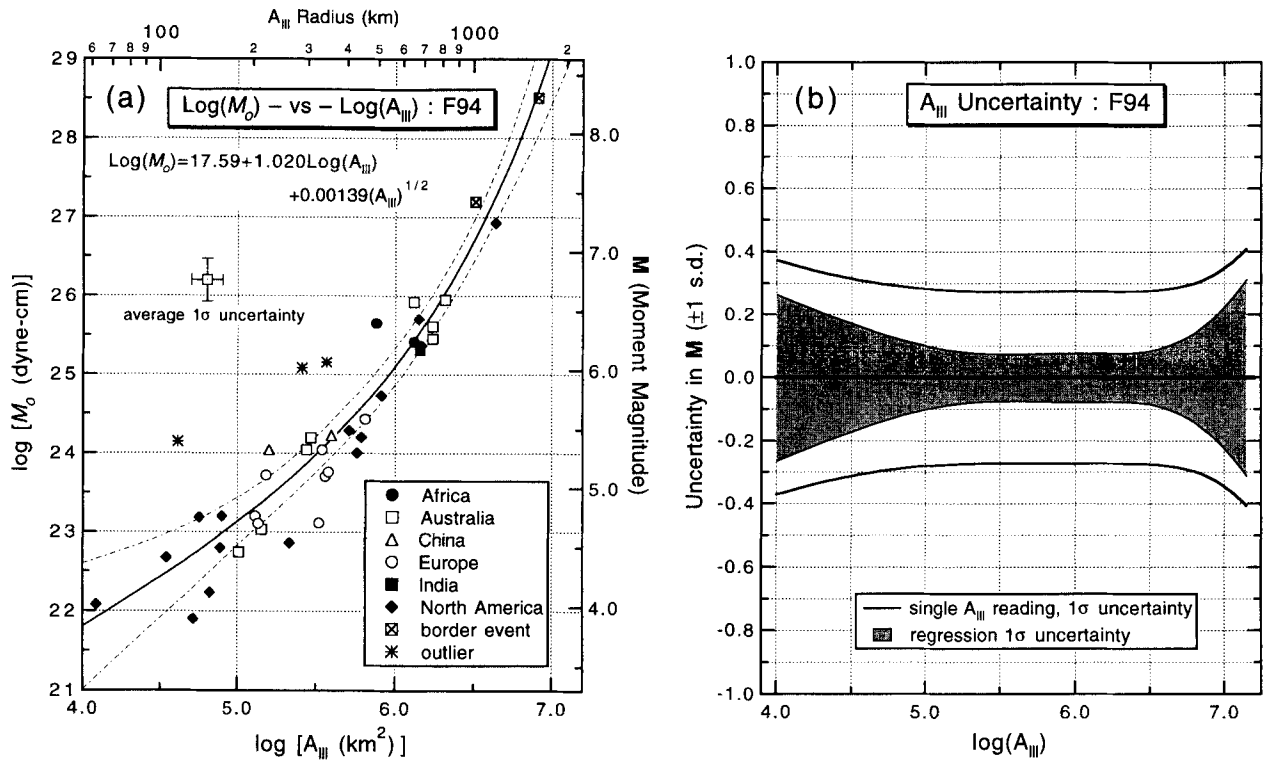 A_III Radius (km)
6 7 8 9 100 2 3 4 5 6 7 8 9 1000 2
(a)
Log(M_o) – vs – Log(A_III) : F94
Log(M_o)=17.59+1.020Log(A_III)
+0.00139(A_III)^1/2
average 1σ uncertainty
log [M_o (dyne-cm)]
29
28
27
26
25
24
23
22
21
M (Moment Magnitude)
8.0
7.0
6.0
5.0
4.0
Africa
Australia
China
Europe
India
North America
border event
outlier
4.0 5.0 6.0 7.0
log [A_III (km^2)]
(b)
A_III Uncertainty : F94
Uncertainty in M (±1 s.d.)
1.0
0.8
0.6
0.4
0.2
0.0
-0.2
-0.4
-0.6
-0.8
-1.0
single A_III reading, 1σ uncertainty
regression 1σ uncertainty
4.0 5.0 6.0 7.0
log(A_III)